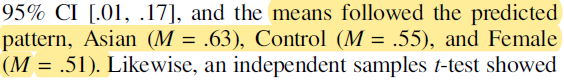 95% CI [.01, .17], and the means followed the predicted
pattern, Asian (M = .63), Control (M = .55), and Female
(M = .51). Likewise, an independent samples t-test showed